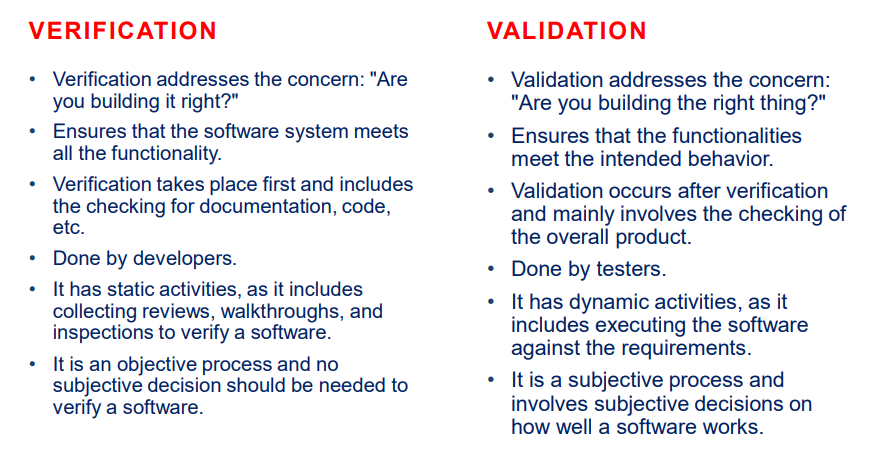 VERIFICATION
• Verification addresses the concern: "Are
you building it right?"
• Ensures that the software system meets
all the functionality.
• Verification takes place first and includes
the checking for documentation, code,
etc.
• Done by developers.
• It has static activities, as it includes
collecting reviews, walkthroughs, and
inspections to verify a software.
• It is an objective process and no
subjective decision should be needed to
verify a software.
VALIDATION
• Validation addresses the concern:
"Are you building the right thing?"
• Ensures that the functionalities
meet the intended behavior.
• Validation occurs after verification
and mainly involves the checking of
the overall product.
• Done by testers.
• It has dynamic activities, as it
includes executing the software
against the requirements.
• It is a subjective process and
involves subjective decisions on
how well a software works.